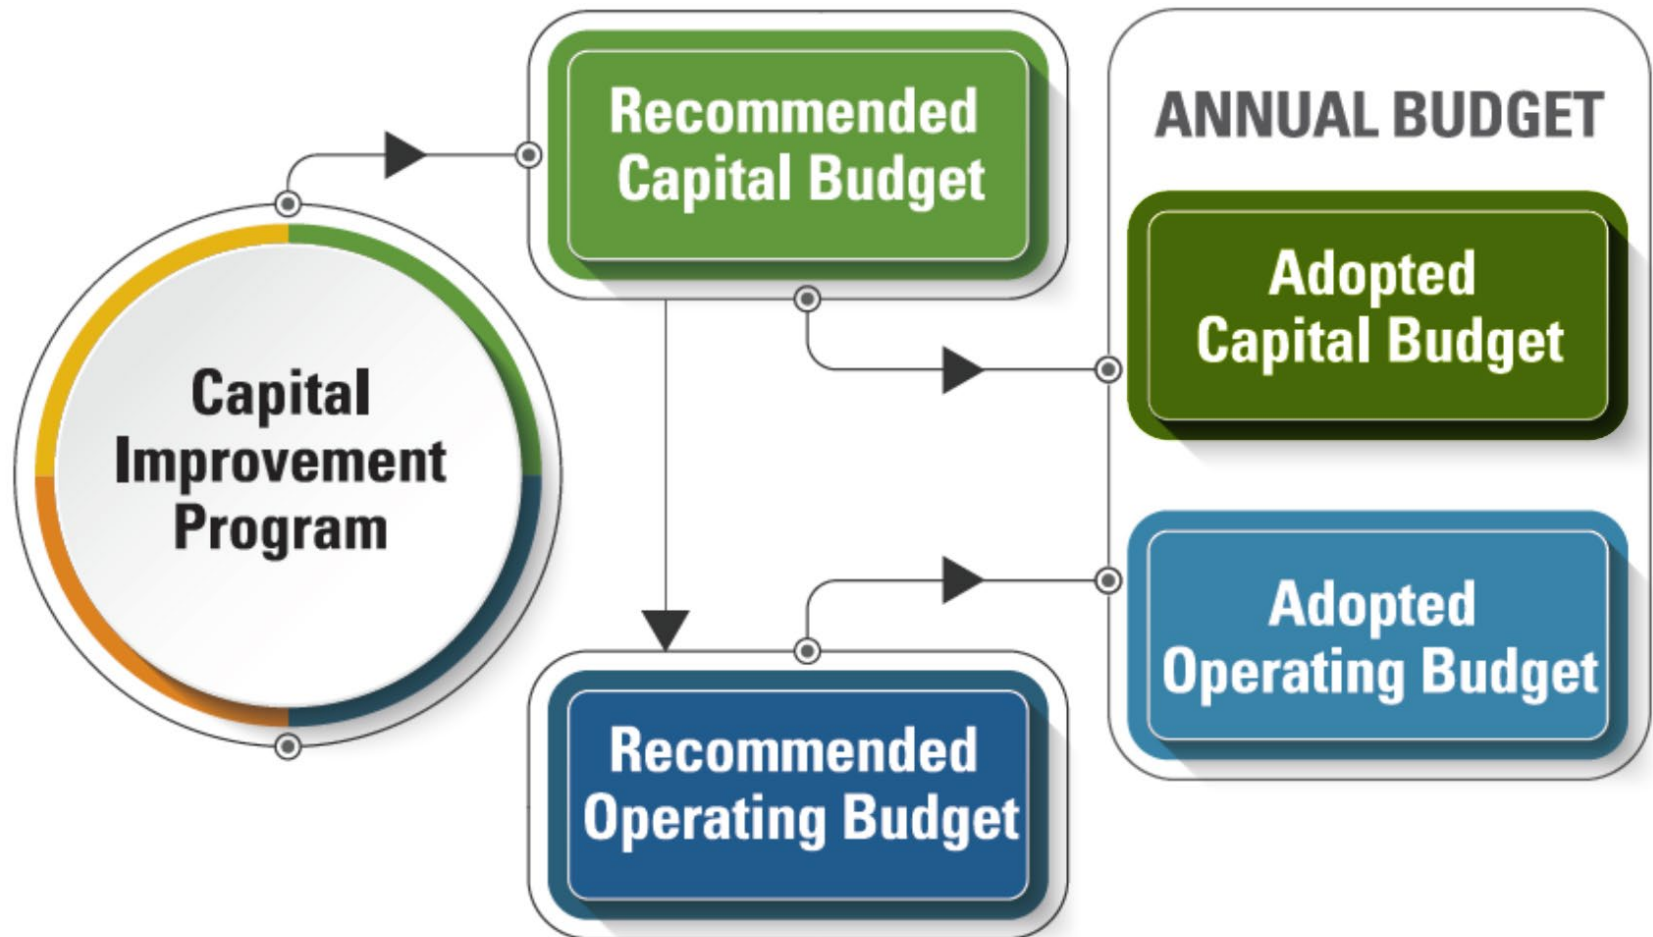 Capital
Improvement
Program
Recommended
Capital Budget
Recommended
Operating Budget
ANNUAL BUDGET
Adopted
Capital Budget
Adopted
Operating Budget